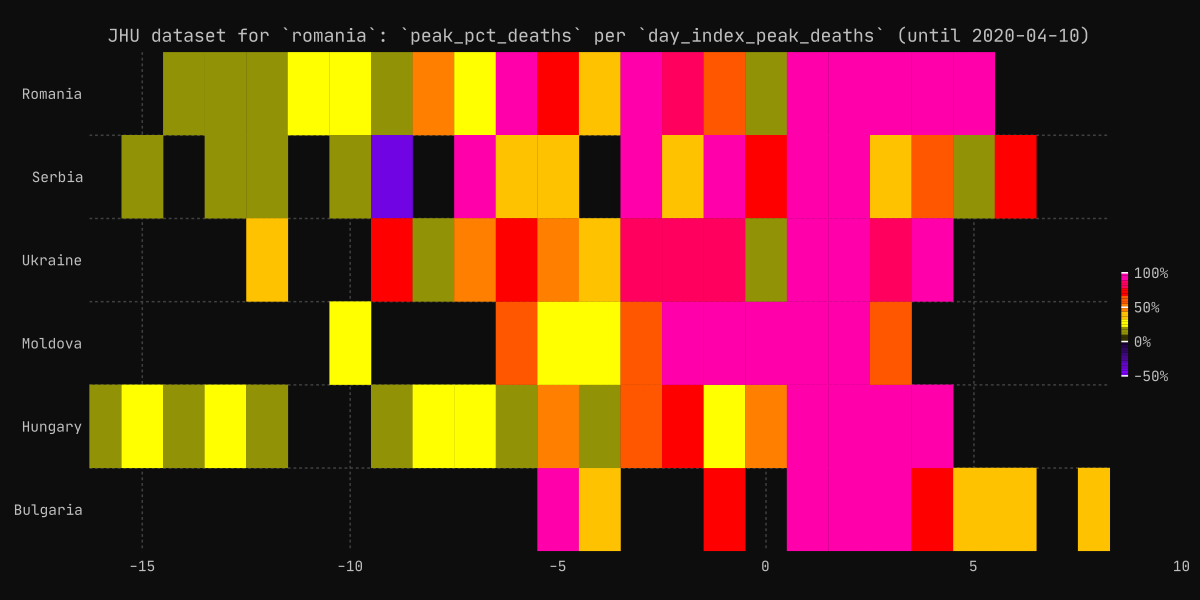 JHU dataset for `romania`: `peak_pct_deaths` per `day_index_peak_deaths` (until 2020-04-10)
Romania
Serbia
Ukraine
Moldova
Hungary
Bulgaria
100%
50%
0%
-50%
-15 -10 -5 0 5 10